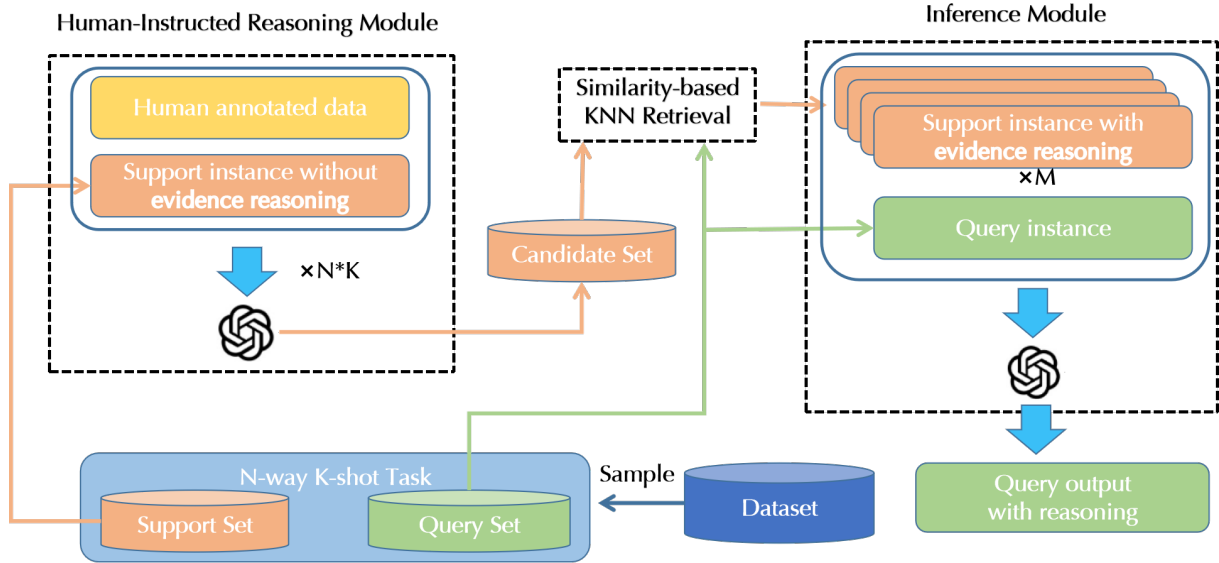 Human-Instructed Reasoning Module
Human annotated data
Support instance without
evidence reasoning
×N*K
Similarity-based
KNN Retrieval
Candidate Set
Inference Module
Support instance with
evidence reasoning
×M
Query instance
N-way K-shot Task
Support Set
Query Set
Sample
Dataset
Query output
with reasoning